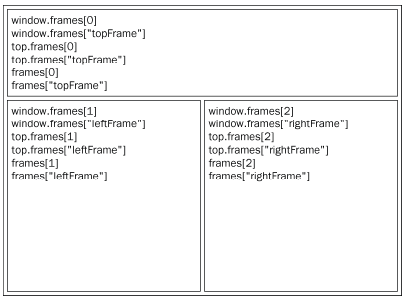 window.frames[0]
window.frames["topFrame"]
top.frames[0]
top.frames["topFrame"]
frames[0]
frames["topFrame"]
window.frames[1]
window.frames["leftFrame"]
top.frames[1]
top.frames["leftFrame"]
frames[1]
frames["leftFrame"]
window.frames[2]
window.frames["rightFrame"]
top.frames[2]
top.frames["rightFrame"]
frames[2]
frames["rightFrame"]